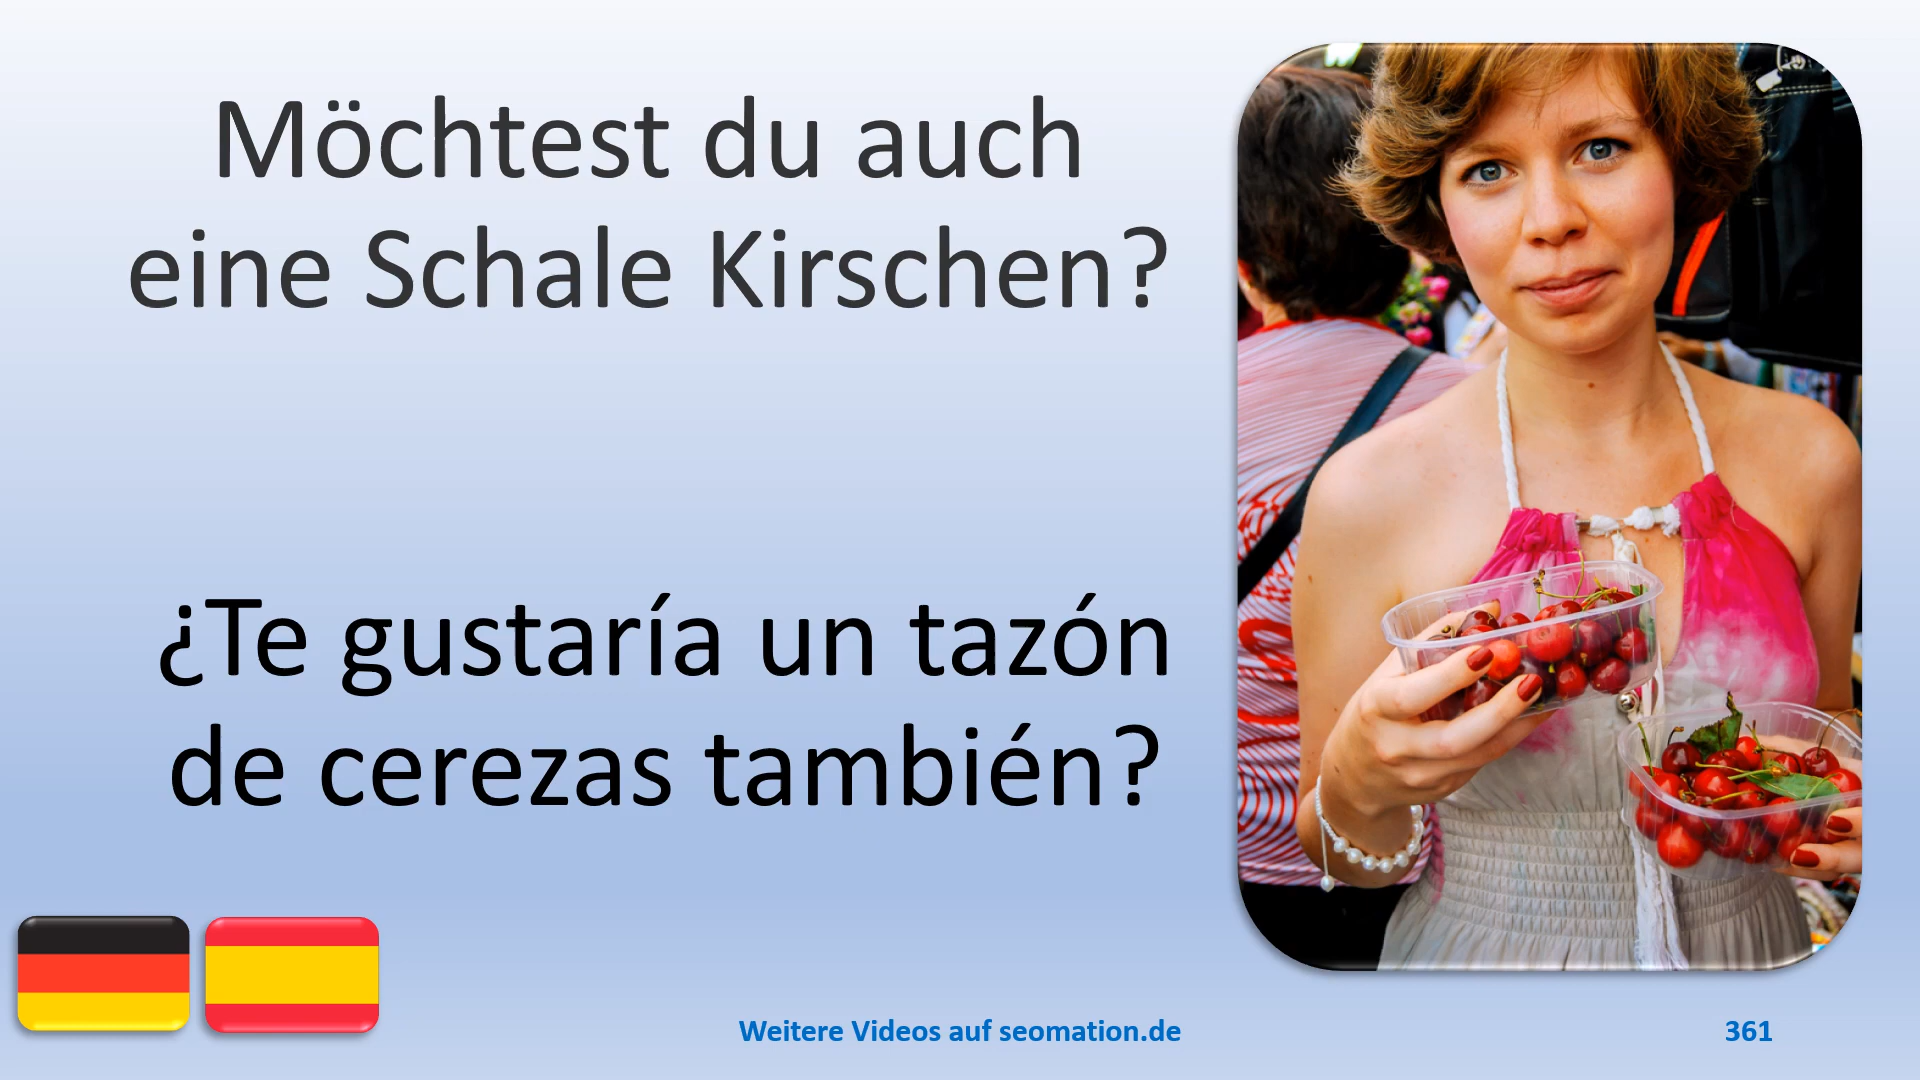 Möchtest du auch
eine Schale Kirschen?
¿Te gustaría un tazón
de cerezas también?
Weitere Videos auf seomation.de
361